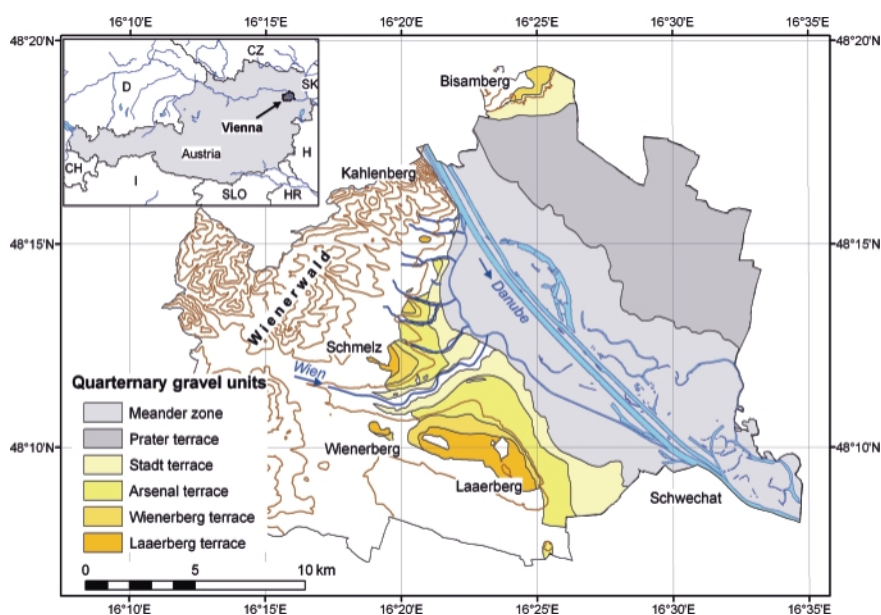 16°10'E 16°15'E 16°20'E 16°25'E 16°30'E 16°35'E
48°20'N 48°20'N
CZ
D
SK
Vienna
Austria
CH
H
I
SLO
HR
Bisamberg
Kahlenberg
48°15'N 48°15'N
Wienerwald
Danube
Schmelz
Wien
Quarternary gravel units
Meander zone
Prater terrace
Stadt terrace
Arsenal terrace
Wienerberg terrace
Laaerberg terrace
48°10'N 48°10'N
Wienerberg
Laaerberg
Schwechat
0 5 10 km
16°10'E 16°15'E 16°20'E 16°25'E 16°30'E 16°35'E